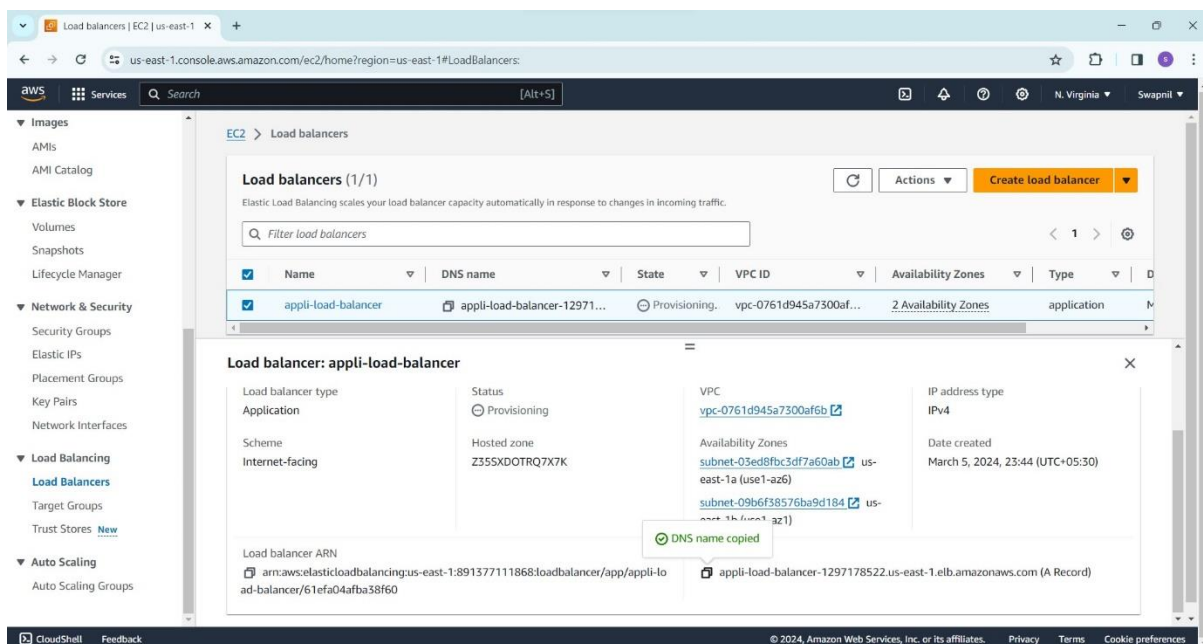 Load balancers | EC2 | us-east-1
us-east-1.console.aws.amazon.com/ec2/home?region=us-east-1#LoadBalancers:
S
aws Services Search [Alt+S] N. Virginia Swapnil
Images
AMIs
AMI Catalog
Elastic Block Store
Volumes
Snapshots
Lifecycle Manager
Network & Security
Security Groups
Elastic IPs
Placement Groups
Key Pairs
Network Interfaces
Load Balancing
Load Balancers
Target Groups
Trust Stores New
Auto Scaling
Auto Scaling Groups
EC2 > Load balancers
Load balancers (1/1) Actions Create load balancer
Elastic Load Balancing scales your load balancer capacity automatically in response to changes in incoming traffic.
Filter load balancers < 1 >
Name DNS name State VPC ID Availability Zones Type D
appli-load-balancer appli-load-balancer-12971... Provisioning. vpc-0761d945a7300af... 2 Availability Zones application
Load balancer: appli-load-balancer
Load balancer type Status VPC IP address type
Application Provisioning vpc-0761d945a7300af6b IPv4
Scheme Hosted zone Availability Zones Date created
Internet-facing Z35SXDOTRQ7X7K subnet-03ed8fbc3df7a60ab us- March 5, 2024, 23:44 (UTC+05:30)
east-1a (use1-az6)
subnet-09b6f38576ba9d184 us-
east-1b (use1-az1)
DNS name copied
Load balancer ARN
arn:aws:elasticloadbalancing:us-east-1:891377111868:loadbalancer/app/appli-lo appli-load-balancer-1297178522.us-east-1.elb.amazonaws.com (A Record)
ad-balancer/61efa04afba38f60
CloudShell Feedback © 2024, Amazon Web Services, Inc. or its affiliates. Privacy Terms Cookie preferences